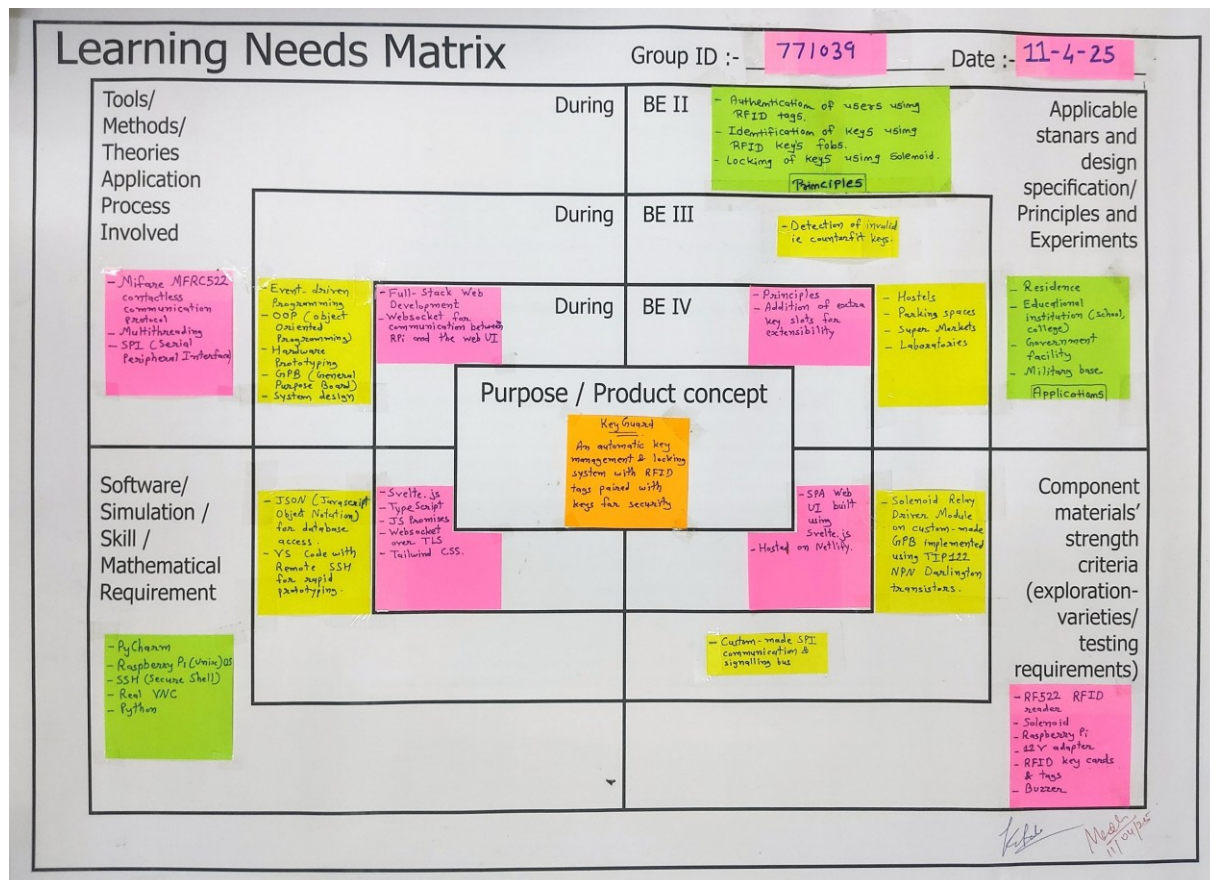 Learning Needs Matrix
Group ID :- 771039
Date :- 11-4-25
Tools/
Methods/
Theories
Application
Process
Involved
During
BE II
- Authentication of users using
RFID tags.
- Identification of keys using
RFID keys fobs.
- Locking of keys using Solenoid.
Principles
Applicable
stanars and
design
specification/
Principles and
Experiments
During
BE III
- Detection of invalid
ie counterfit keys.
During
BE IV
- Mifare MFRC522
contactless
communication
protocol
- Multithreading
- SPI (Serial
Peripheral Interface)
- Event-driven
Programming
- OOP (object
Oriented
Programming)
- Hardware
Prototyping
- GPB (General
Purpose Board)
- System design
- Full-Stack Web
Development
- Websocket for
communication between
RPi and the web UI
- Principles
- Addition of extra
key slots for
extensibility
- Hostels
- Parking spaces
- Super Markets
- Laboratories
- Residence
- Educational
institution (school,
college)
- Government
facility
- Military base
Applications
Purpose / Product concept
KeyGuard
An automatic key
management & locking
system with RFID
tags paired with
keys for security
Software/
Simulation /
Skill /
Mathematical
Requirement
- JSON (Javascript
Object Notation)
for database
access.
- VS Code with
Remote SSH
for rapid
prototyping.
- Svelte.js
- TypeScript
- JS Promises
- Websocket
over TLS
- Tailwind CSS.
- SPA Web
UI built
using
Svelte.js
- Hosted on Netlify.
- Solenoid Relay
Driver Module
on custom-made
GPB implemented
using TIP122
NPN Darlington
transistors.
Component
materials'
strength
criteria
(exploration-
varieties/
testing
requirements)
- PyCharm
- Raspberry Pi (Unix) OS
- SSH (Secure Shell)
- Real VNC
- Python
- Custom-made SPI
communication &
signalling bus
- RF522 RFID
reader
- Solenoid
- Raspberry Pi
- 12V adapter
- RFID key cards
& tags
- Buzzer
11/04/25